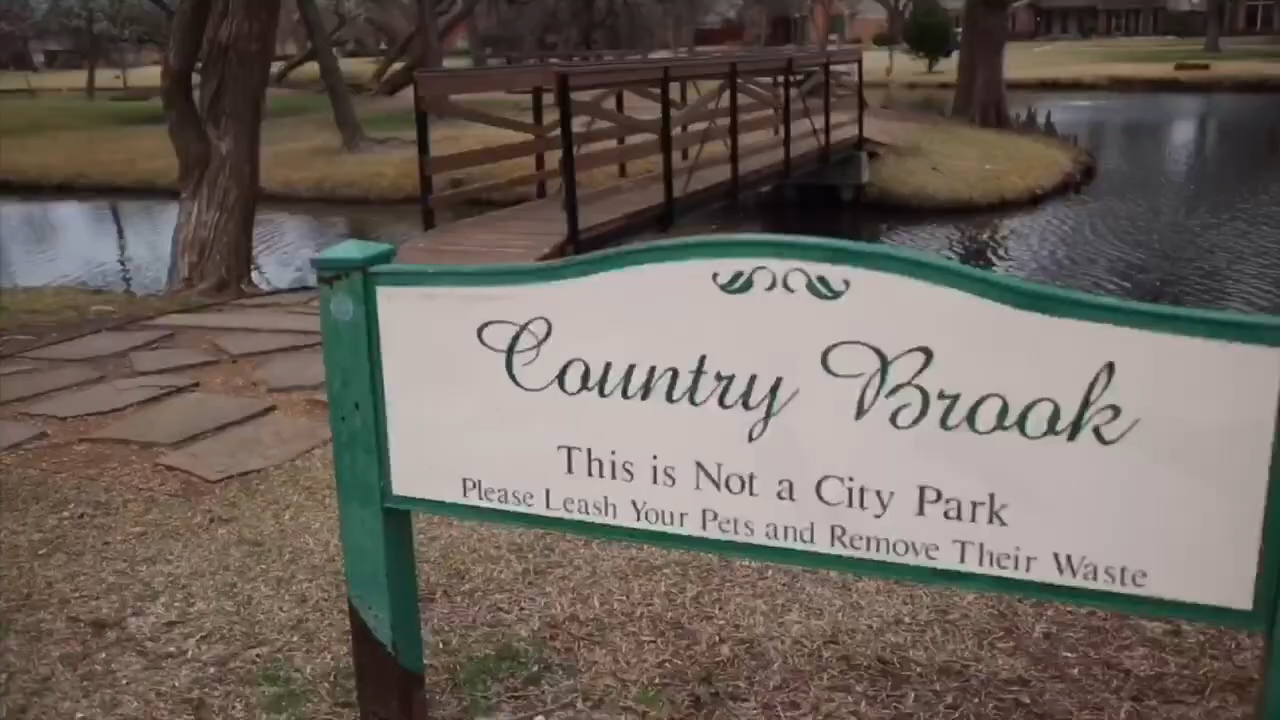 Country Brook
This is Not a City Park
Please Leash Your Pets and Remove Their Waste